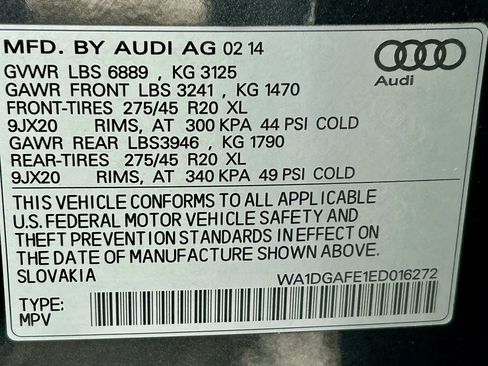 MFD. BY AUDI AG 02 14
GVWR LBS 6889 , KG 3125
GAWR FRONT LBS 3241 , KG 1470
FRONT-TIRES 275/45 R20 XL
9JX20 RIMS, AT 300 KPA 44 PSI COLD
GAWR REAR LBS3946 , KG 1790
REAR-TIRES 275/45 R20 XL
9JX20 RIMS, AT 340 KPA 49 PSI COLD
Audi
THIS VEHICLE CONFORMS TO ALL APPLICABLE
U.S. FEDERAL MOTOR VEHICLE SAFETY AND
THEFT PREVENTION STANDARDS IN EFFECT ON
THE DATE OF MANUFACTURE SHOWN ABOVE.
SLOVAKIA WA1DGAFE1ED016272
TYPE:
MPV